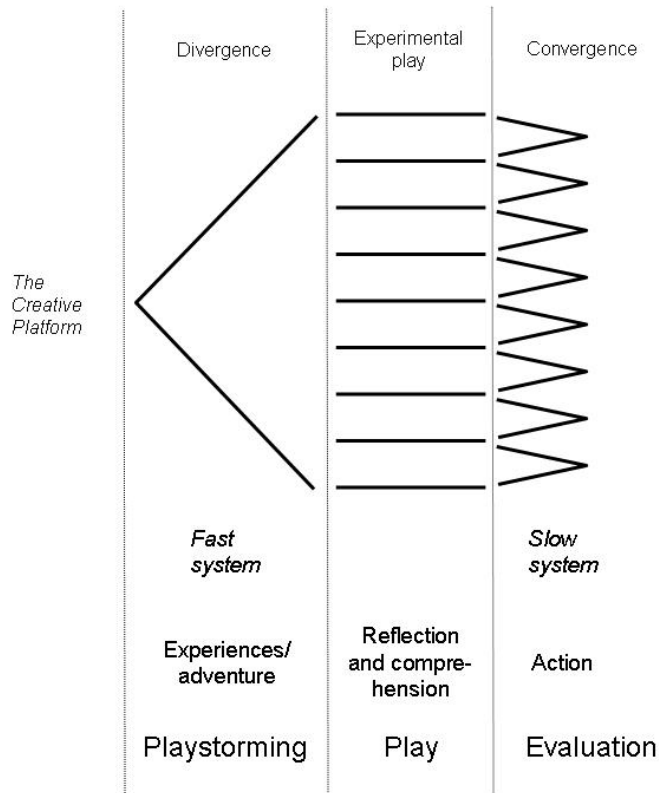 Divergence
Experimental
play
Convergence
The
Creative
Platform
Fast
system
Slow
system
Experiences/
adventure
Reflection
and compre-
hension
Action
Playstorming
Play
Evaluation